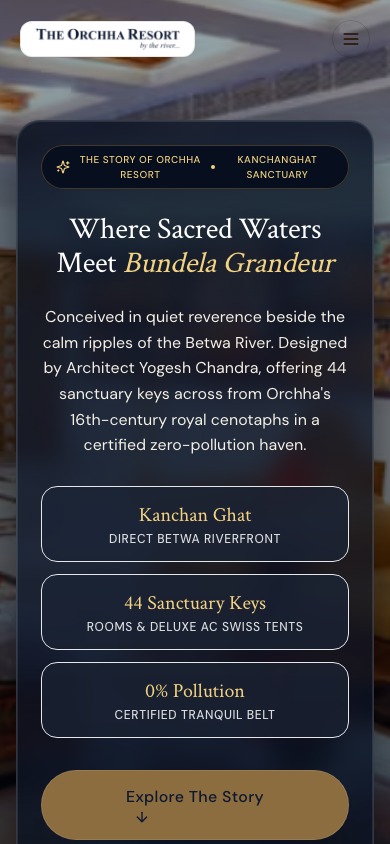 THE ORCHHA RESORT
by the river...
THE STORY OF ORCHHA
RESORT
•
KANCHANGHAT
SANCTUARY
Where Sacred Waters
Meet Bundela Grandeur
Conceived in quiet reverence beside the
calm ripples of the Betwa River. Designed
by Architect Yogesh Chandra, offering 44
sanctuary keys across from Orchha's
16th-century royal cenotaphs in a
certified zero-pollution haven.
Kanchan Ghat
DIRECT BETWA RIVERFRONT
44 Sanctuary Keys
ROOMS & DELUXE AC SWISS TENTS
0% Pollution
CERTIFIED TRANQUIL BELT
Explore The Story
↓